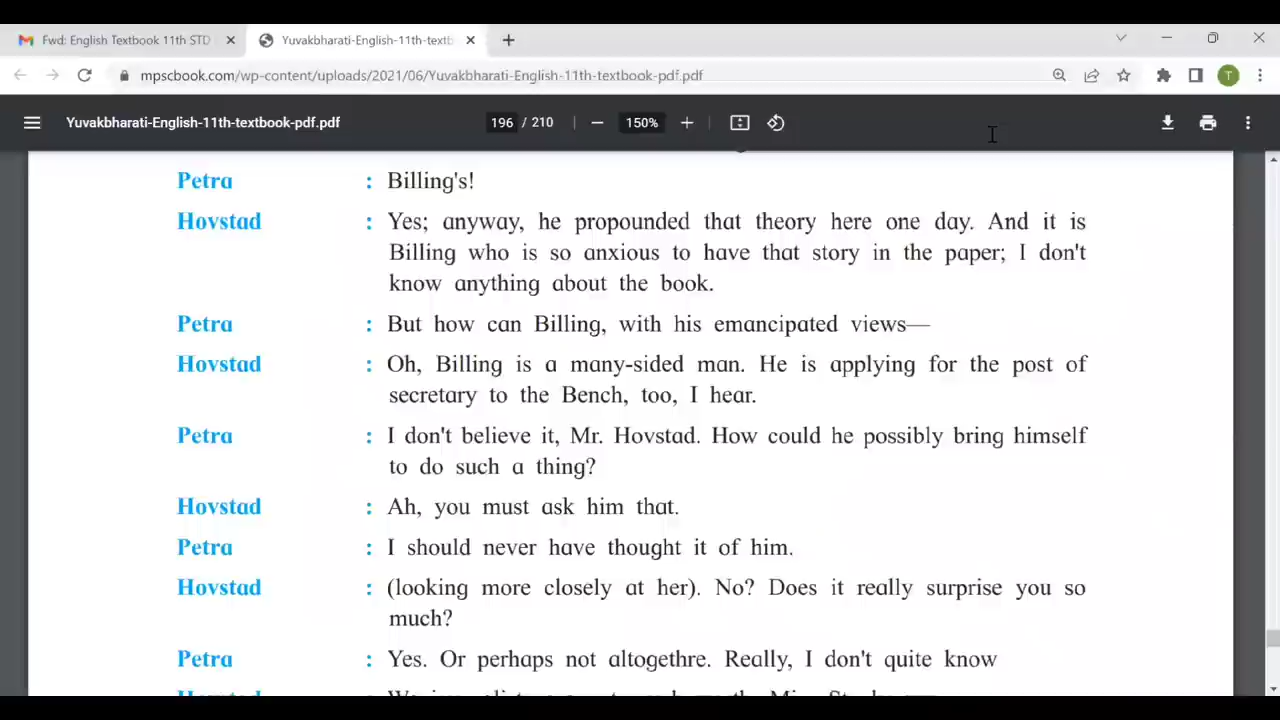 Fwd: English Textbook 11th STD
Yuvakbharati-English-11th-textb
mpscbook.com/wp-content/uploads/2021/06/Yuvakbharati-English-11th-textbook-pdf.pdf
T
Yuvakbharati-English-11th-textbook-pdf.pdf
196 / 210
150%
Petra : Billing's!
Hovstad : Yes; anyway, he propounded that theory here one day. And it is
Billing who is so anxious to have that story in the paper; I don't
know anything about the book.
Petra : But how can Billing, with his emancipated views—
Hovstad : Oh, Billing is a many-sided man. He is applying for the post of
secretary to the Bench, too, I hear.
Petra : I don't believe it, Mr. Hovstad. How could he possibly bring himself
to do such a thing?
Hovstad : Ah, you must ask him that.
Petra : I should never have thought it of him.
Hovstad : (looking more closely at her). No? Does it really surprise you so
much?
Petra : Yes. Or perhaps not altogethre. Really, I don't quite know
Hovstad